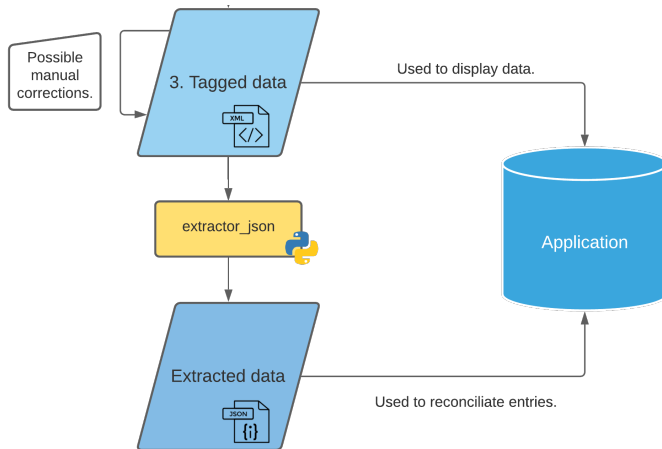 Possible
manual
corrections.
3. Tagged data
XML
</>
Used to display data.
extractor_json
Application
Extracted data
JSON
{i}
Used to reconciliate entries.